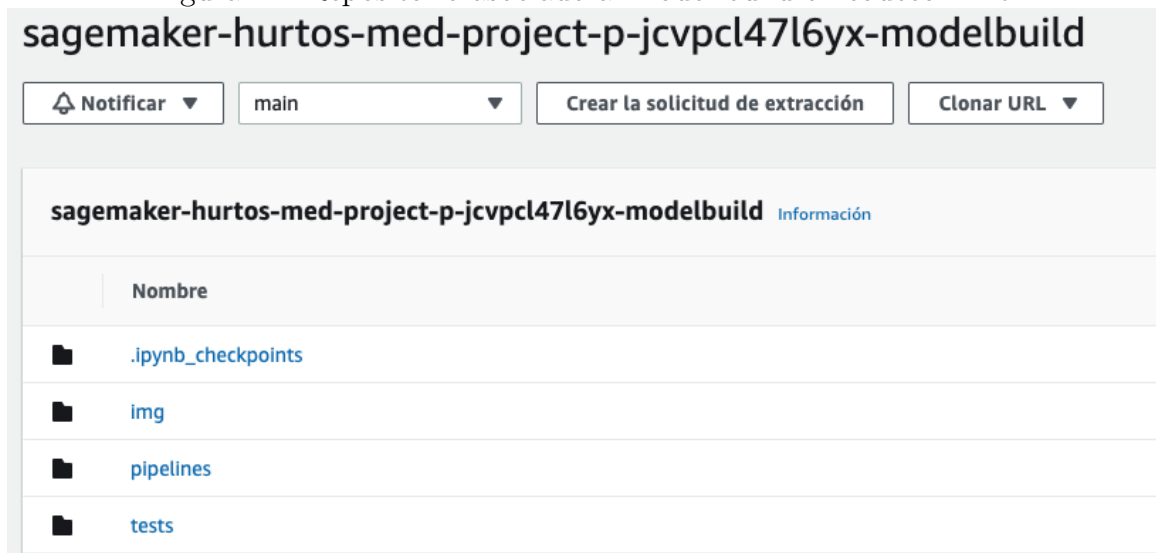 sagemaker-hurtos-med-project-p-jcvpcl47l6yx-modelbuild
Notificar main Crear la solicitud de extracción Clonar URL
sagemaker-hurtos-med-project-p-jcvpcl47l6yx-modelbuild Información
Nombre
.ipynb_checkpoints
img
pipelines
tests